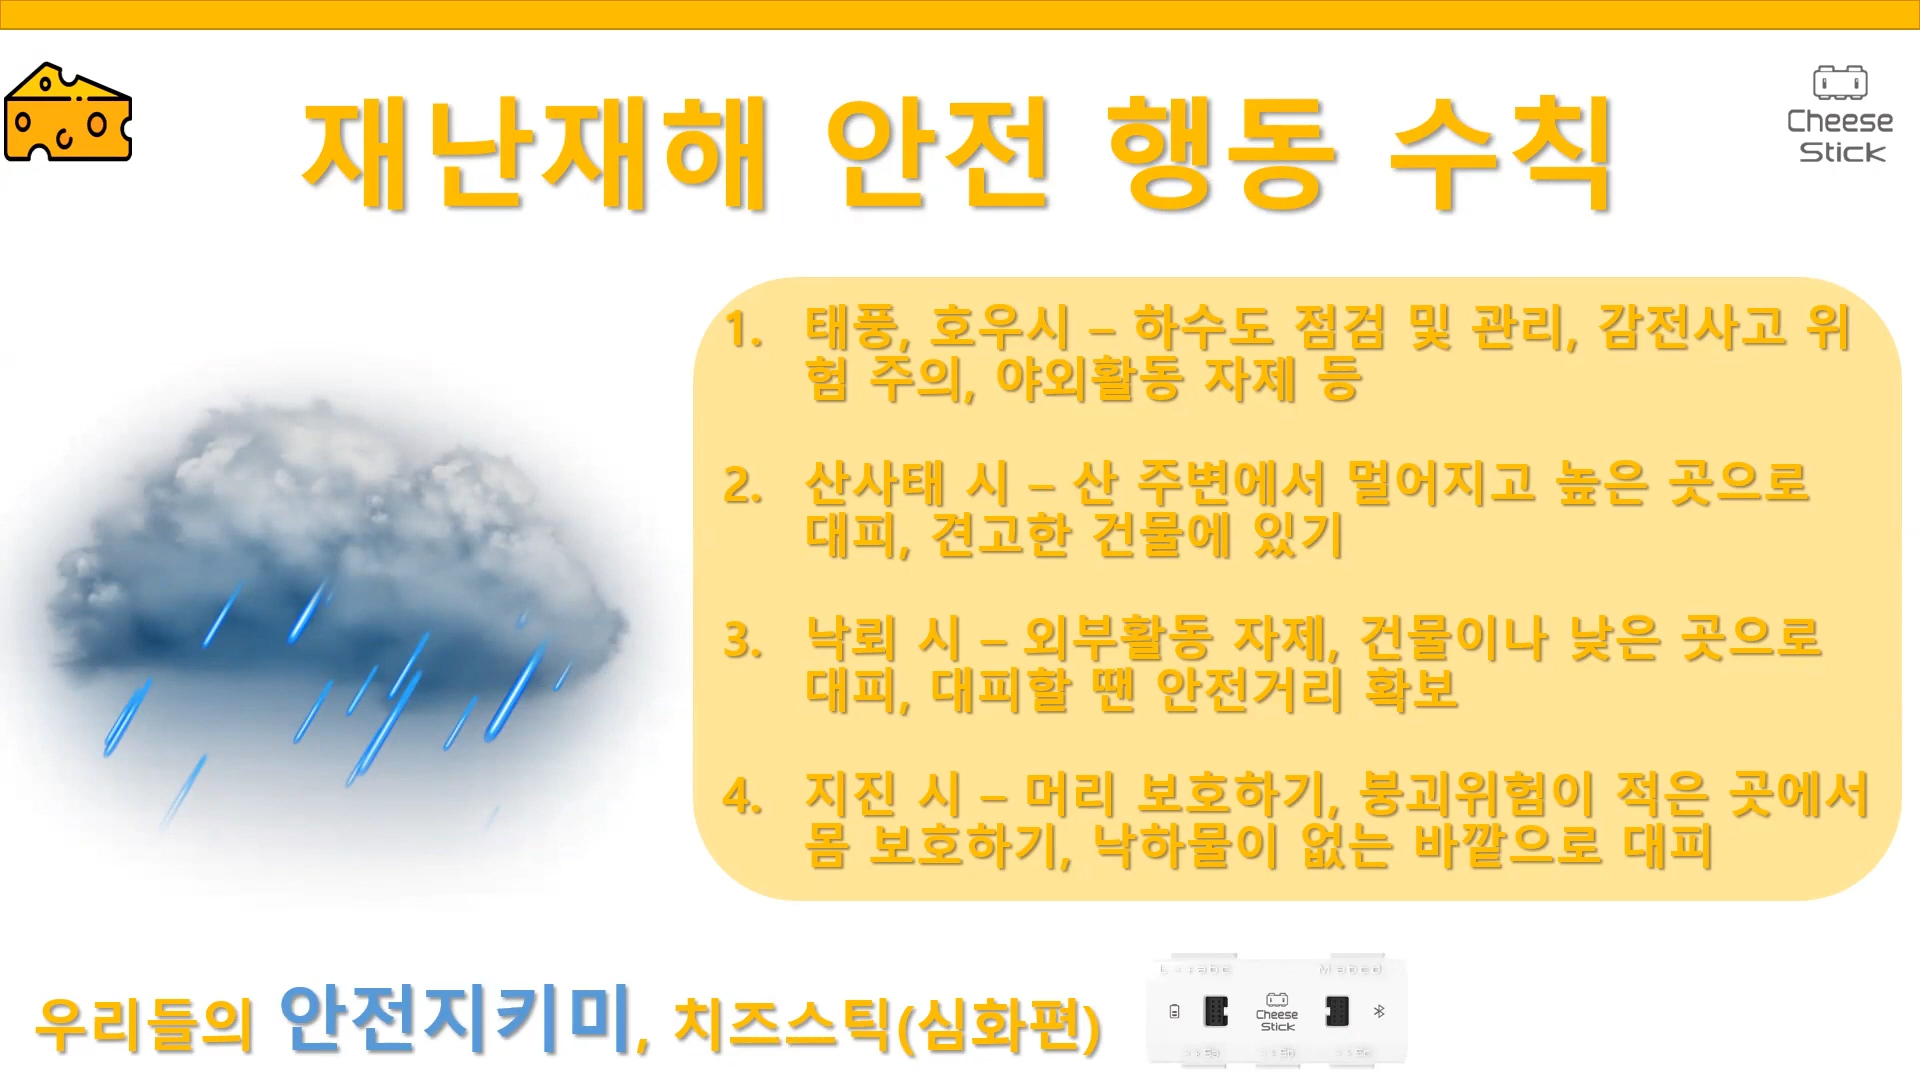 재난재해 안전 행동 수칙
Cheese
Stick
1. 태풍, 호우시 – 하수도 점검 및 관리, 감전사고 위
험 주의, 야외활동 자제 등
2. 산사태 시 – 산 주변에서 멀어지고 높은 곳으로
대피, 견고한 건물에 있기
3. 낙뢰 시 – 외부활동 자제, 건물이나 낮은 곳으로
대피, 대피할 땐 안전거리 확보
4. 지진 시 – 머리 보호하기, 붕괴위험이 적은 곳에서
몸 보호하기, 낙하물이 없는 바깥으로 대피
우리들의 안전지키미, 치즈스틱(심화편)
Mabcd
Cheese
Stick